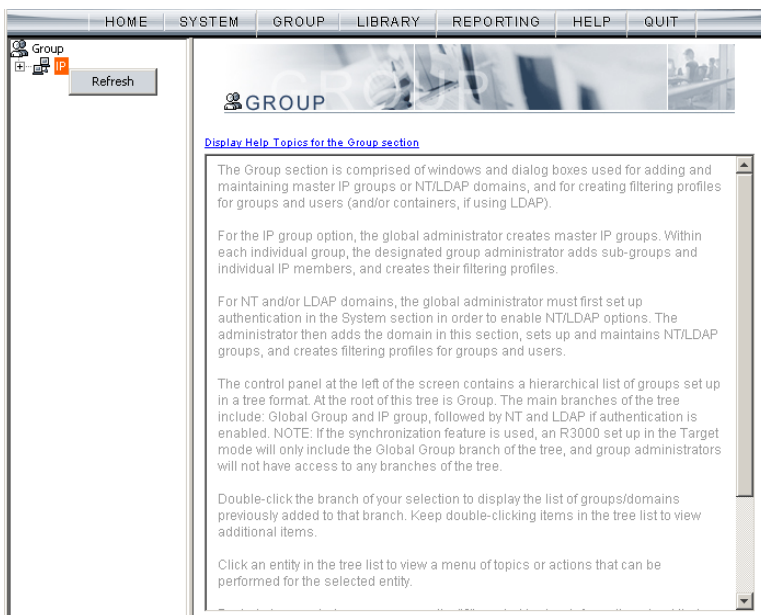 HOME SYSTEM GROUP LIBRARY REPORTING HELP QUIT
Group
IP
Refresh
GROUP
GROUP
Display Help Topics for the Group section
The Group section is comprised of windows and dialog boxes used for adding and
maintaining master IP groups or NT/LDAP domains, and for creating filtering profiles
for groups and users (and/or containers, if using LDAP).
For the IP group option, the global administrator creates master IP groups. Within
each individual group, the designated group administrator adds sub-groups and
individual IP members, and creates their filtering profiles.
For NT and/or LDAP domains, the global administrator must first set up
authentication in the System section in order to enable NT/LDAP options. The
administrator then adds the domain in this section, sets up and maintains NT/LDAP
groups, and creates filtering profiles for groups and users.
The control panel at the left of the screen contains a hierarchical list of groups set up
in a tree format. At the root of this tree is Group. The main branches of the tree
include: Global Group and IP group, followed by NT and LDAP if authentication is
enabled. NOTE: If the synchronization feature is used, an R3000 set up in the Target
mode will only include the Global Group branch of the tree, and group administrators
will not have access to any branches of the tree.
Double-click the branch of your selection to display the list of groups/domains
previously added to that branch. Keep double-clicking items in the tree list to view
additional items.
Click an entity in the tree list to view a menu of topics or actions that can be
performed for the selected entity.